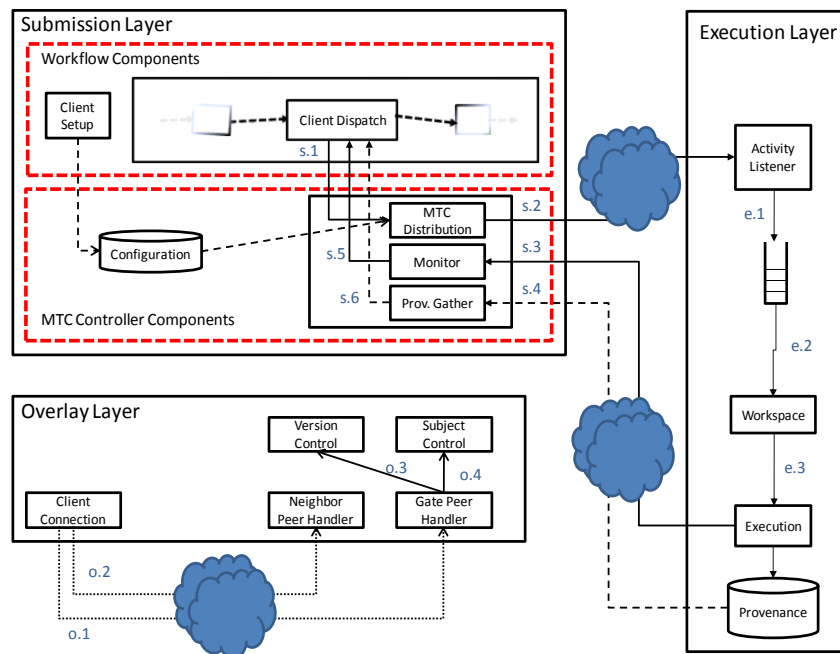 Submission Layer
Workflow Components
Client
Setup
Client Dispatch
s.1
MTC
Distribution
s.2
Configuration
s.5
Monitor
s.3
s.6
Prov. Gather
s.4
MTC Controller Components
Execution Layer
Activity
Listener
e.1
e.2
Workspace
e.3
Execution
Provenance
Overlay Layer
Version
Control
Subject
Control
o.3
o.4
Client
Connection
Neighbor
Peer Handler
Gate Peer
Handler
o.2
o.1